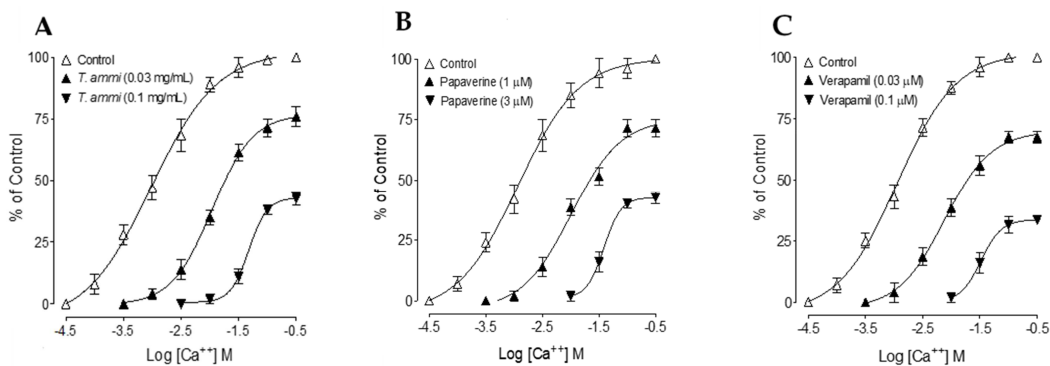 A
△ Control
▲ T. ammi (0.03 mg/mL)
▼ T. ammi (0.1 mg/mL)
% of Control
100
75
50
25
0
-4.5 -3.5 -2.5 -1.5 -0.5
Log [Ca++] M
B
△ Control
▲ Papaverine (1 µM)
▼ Papaverine (3 µM)
% of Control
100
75
50
25
0
-4.5 -3.5 -2.5 -1.5 -0.5
Log [Ca++] M
C
△ Control
▲ Verapamil (0.03 µM)
▼ Verapamil (0.1 µM)
% of Control
100
75
50
25
0
-4.5 -3.5 -2.5 -1.5 -0.5
Log [Ca++] M